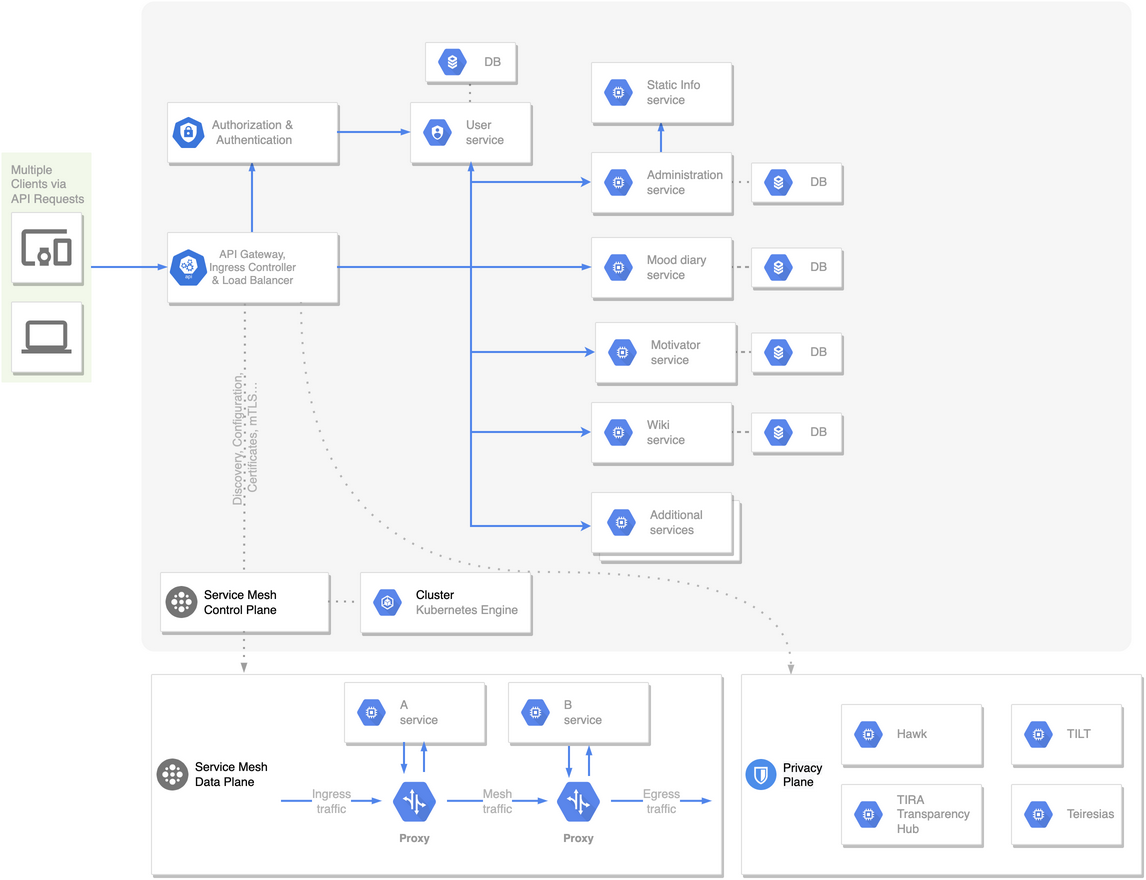 Multiple
Clients via
API Requests
Authorization &
Authentication
API Gateway,
Ingress Controller
& Load Balancer
api
DB
User
service
Static Info
service
Administration
service
DB
Mood diary
service
DB
Motivator
service
DB
Wiki
service
DB
Additional
services
Discovery, Configuration,
Certificates, mTLS...
Service Mesh
Control Plane
Cluster
Kubernetes Engine
Service Mesh
Data Plane
A
service
B
service
Ingress
traffic
Mesh
traffic
Egress
traffic
Proxy
Proxy
Privacy
Plane
Hawk
TILT
TIRA
Transparency
Hub
Teiresias